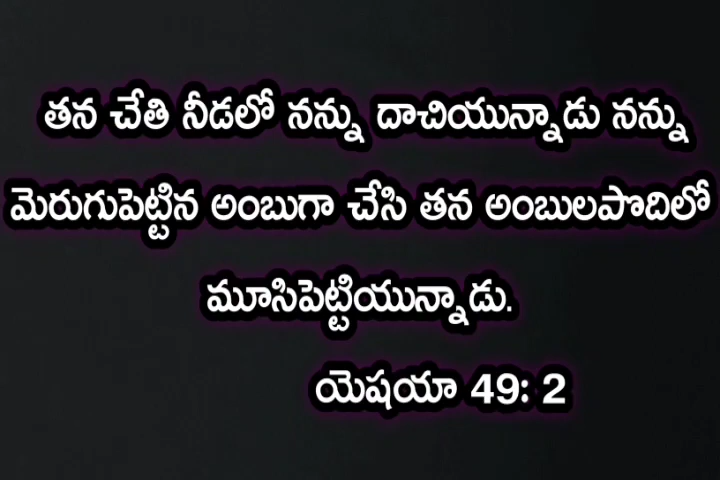 తన చేతి నీడలో నన్ను దాచియున్నాడు నన్ను
మెరుగుపెట్టిన అంబుగా చేసి తన అంబులపొదిలో
మూసిపెట్టియున్నాడు.
యెషయా 49: 2